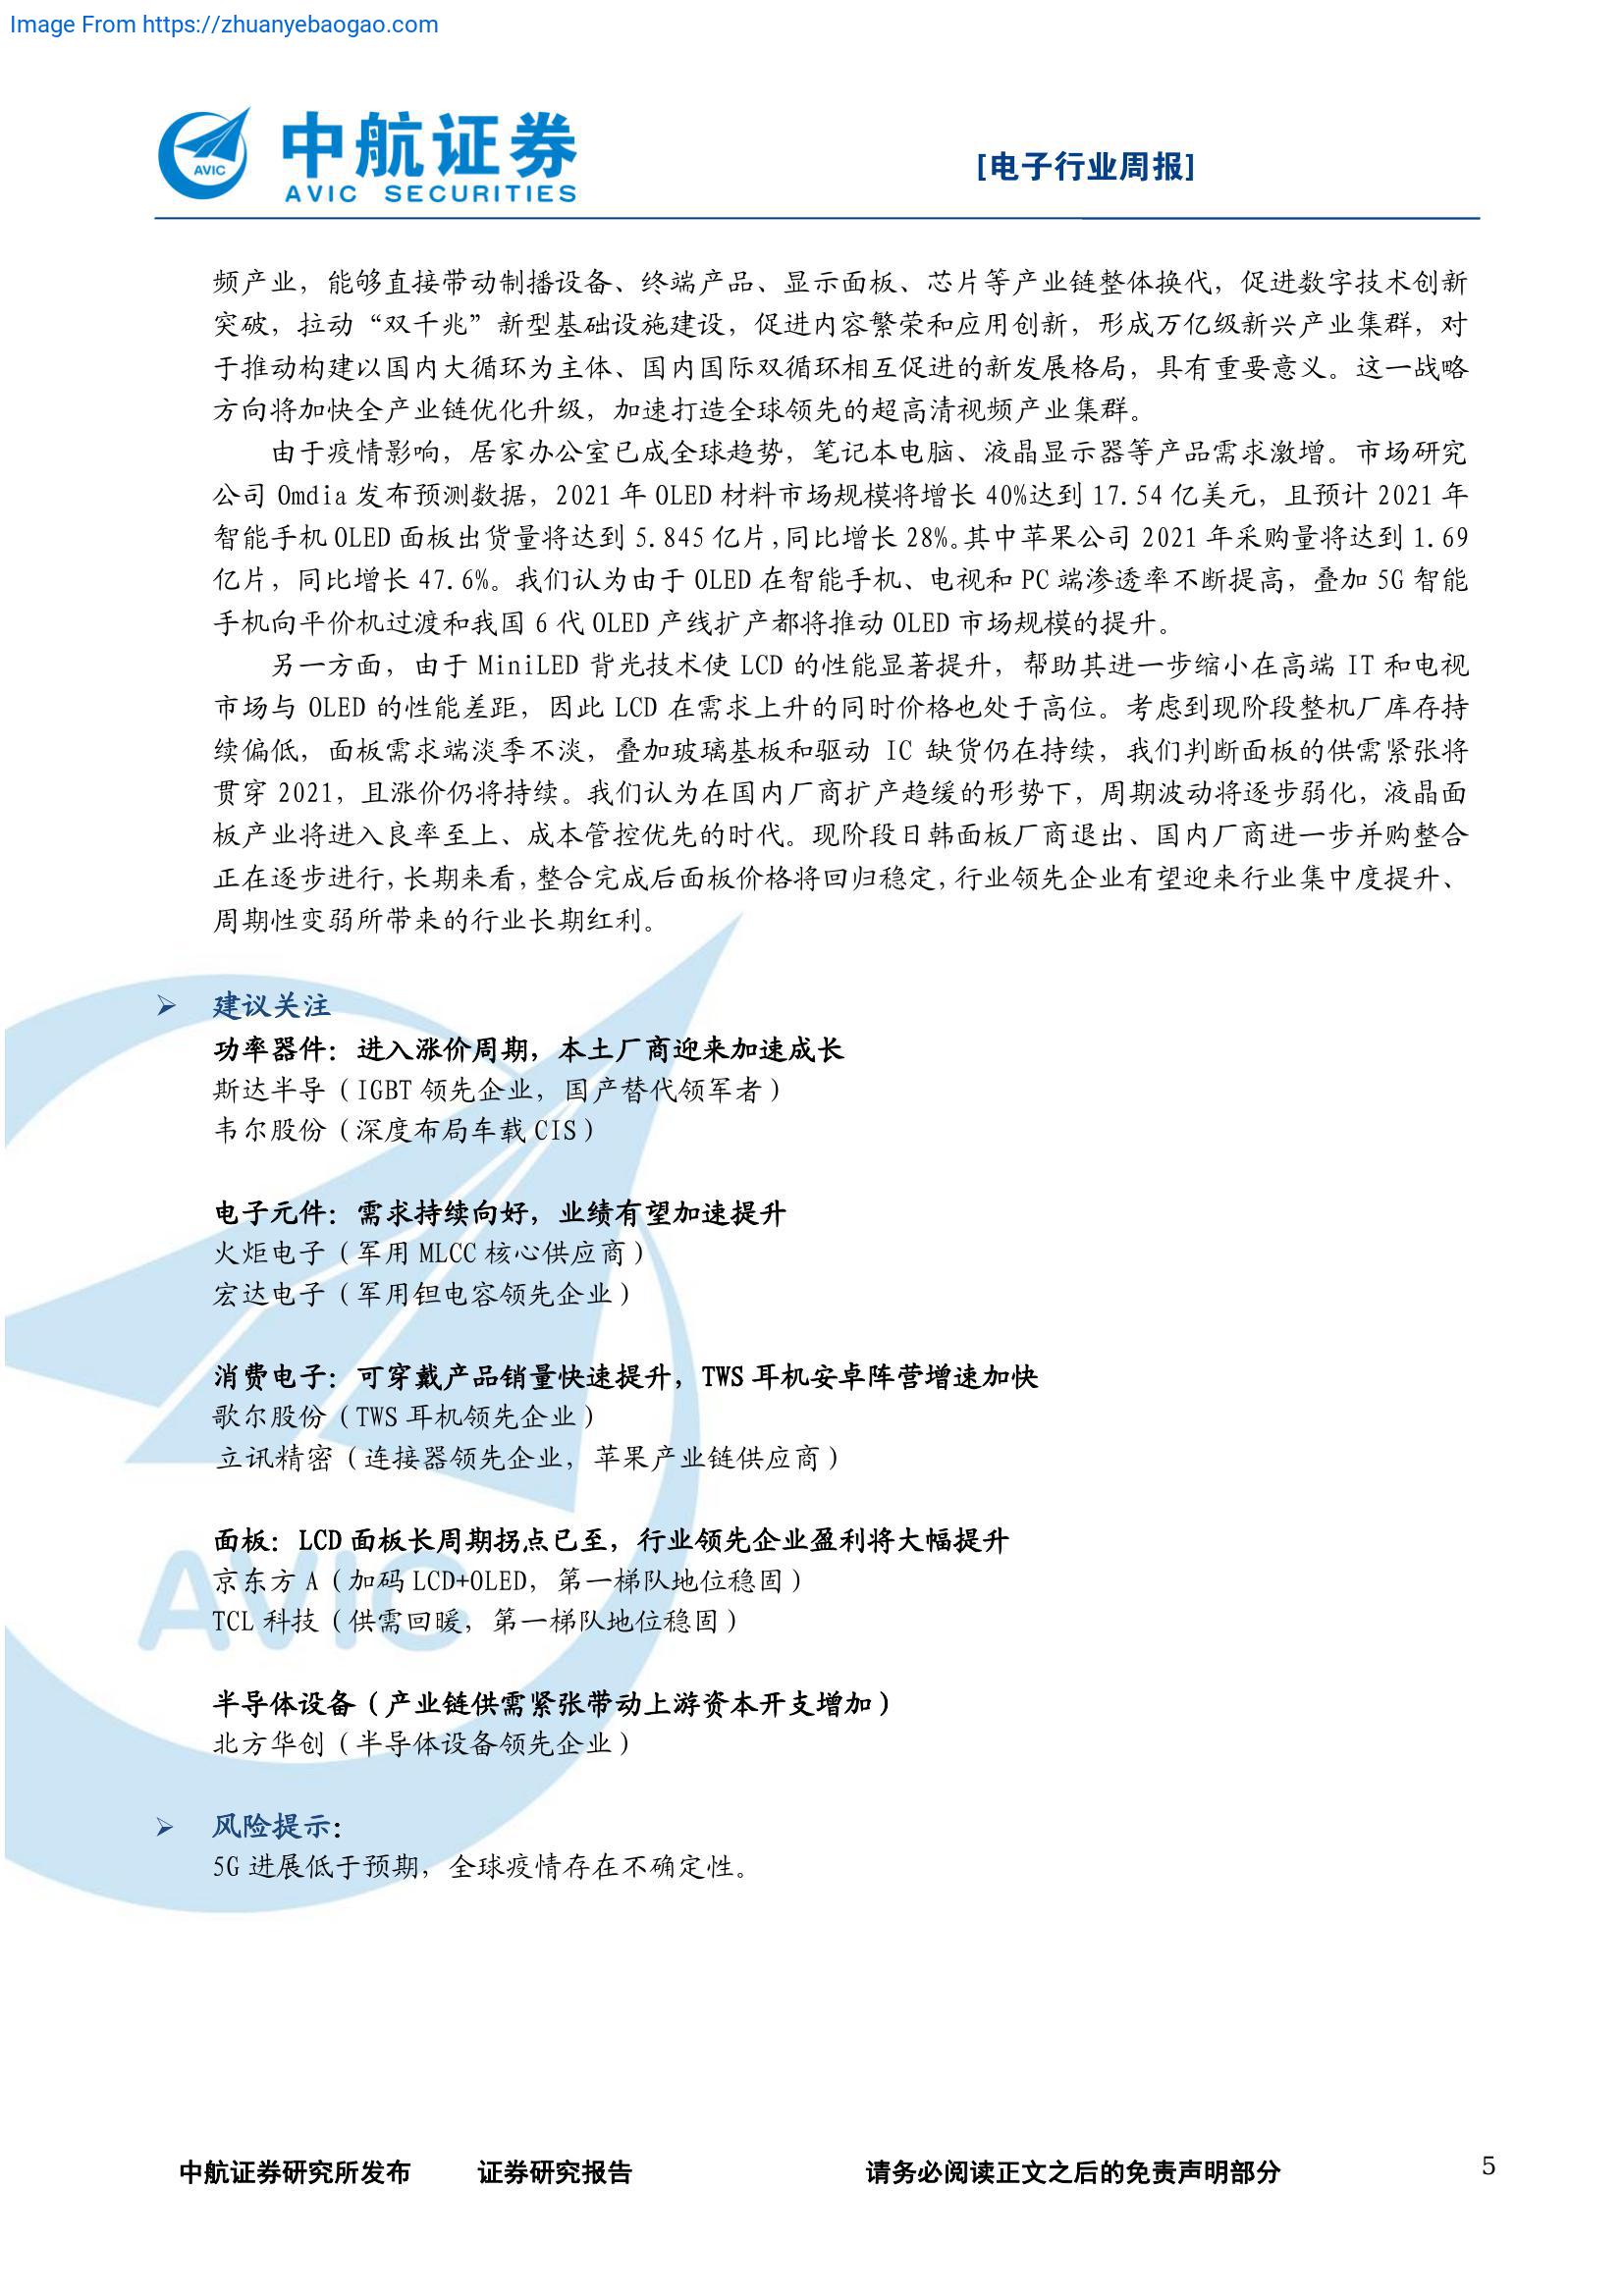 Image From https://zhuanyebaogao.com
中航证券
AVIC SECURITIES
AVIC
[电子行业周报]
频产业，能够直接带动制播设备、终端产品、显示面板、芯片等产业链整体换代，促进数字技术创新
突破，拉动“双千兆”新型基础设施建设，促进内容繁荣和应用创新，形成万亿级新兴产业集群，对
于推动构建以国内大循环为主体、国内国际双循环相互促进的新发展格局，具有重要意义。这一战略
方向将加快全产业链优化升级，加速打造全球领先的超高清视频产业集群。
由于疫情影响，居家办公室已成全球趋势，笔记本电脑、液晶显示器等产品需求激增。市场研究
公司 Omdia 发布预测数据，2021 年 OLED 材料市场规模将增长 40%达到 17.54 亿美元，且预计 2021 年
智能手机 OLED 面板出货量将达到 5.845 亿片，同比增长 28%。其中苹果公司 2021 年采购量将达到 1.69
亿片，同比增长 47.6%。我们认为由于 OLED 在智能手机、电视和 PC 端渗透率不断提高，叠加 5G 智能
手机向平价机过渡和我国 6 代 OLED 产线扩产都将推动 OLED 市场规模的提升。
另一方面，由于 MiniLED 背光技术使 LCD 的性能显著提升，帮助其进一步缩小在高端 IT 和电视
市场与 OLED 的性能差距，因此 LCD 在需求上升的同时价格也处于高位。考虑到现阶段整机厂库存持
续偏低，面板需求端淡季不淡，叠加玻璃基板和驱动 IC 缺货仍在持续，我们判断面板的供需紧张将
贯穿 2021，且涨价仍将持续。我们认为在国内厂商扩产趋缓的形势下，周期波动将逐步弱化，液晶面
板产业将进入良率至上、成本管控优先的时代。现阶段日韩面板厂商退出、国内厂商进一步并购整合
正在逐步进行，长期来看，整合完成后面板价格将回归稳定，行业领先企业有望迎来行业集中度提升、
周期性变弱所带来的行业长期红利。
➢ 建议关注
功率器件：进入涨价周期，本土厂商迎来加速成长
斯达半导（IGBT 领先企业，国产替代领军者）
韦尔股份（深度布局车载 CIS）
电子元件：需求持续向好，业绩有望加速提升
火炬电子（军用 MLCC 核心供应商）
宏达电子（军用钽电容领先企业）
消费电子：可穿戴产品销量快速提升，TWS 耳机安卓阵营增速加快
歌尔股份（TWS 耳机领先企业）
立讯精密（连接器领先企业，苹果产业链供应商）
面板：LCD 面板长周期拐点已至，行业领先企业盈利将大幅提升
京东方 A（加码 LCD+OLED，第一梯队地位稳固）
TCL 科技（供需回暖，第一梯队地位稳固）
AVIC
半导体设备（产业链供需紧张带动上游资本开支增加）
北方华创（半导体设备领先企业）
➢ 风险提示：
5G 进展低于预期，全球疫情存在不确定性。
中航证券研究所发布 证券研究报告 请务必阅读正文之后的免责声明部分 5